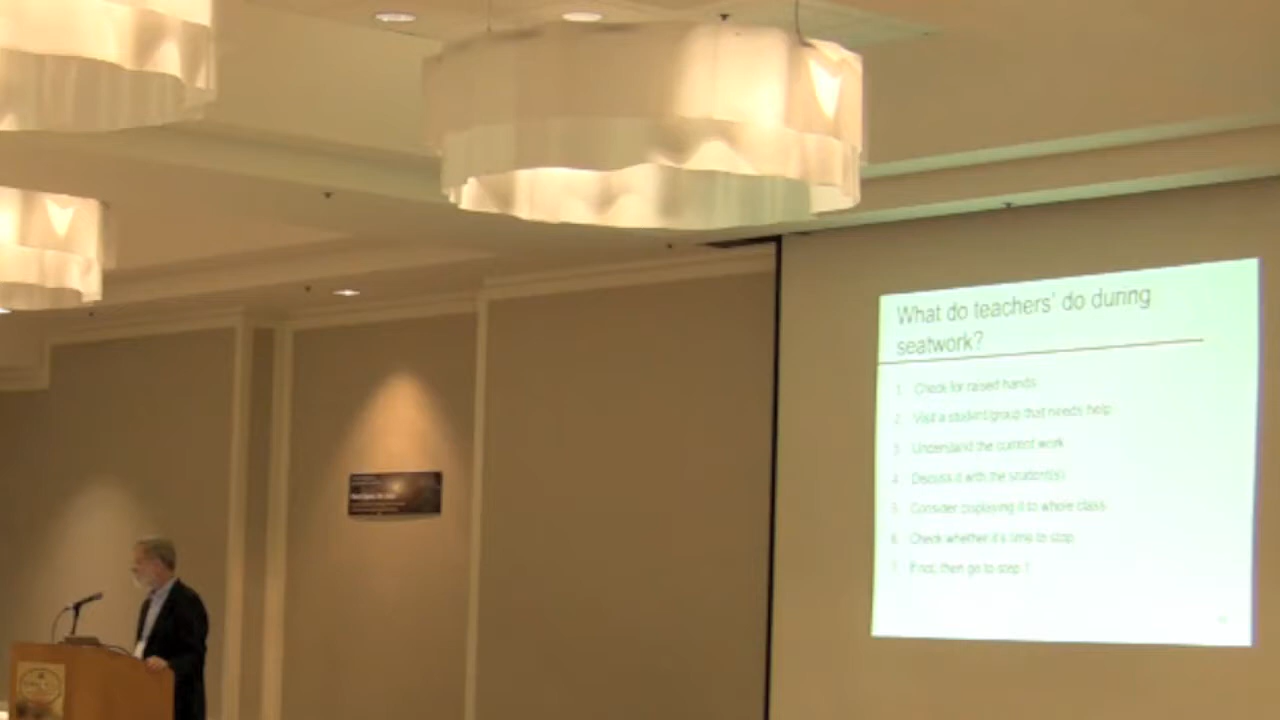 What do teachers' do during
seatwork?
1. Check for raised hands
2. Visit a student/group that needs help
3. Understand the current work
4. Discuss it with the student(s)
5. Consider displaying it to whole class
6. Check whether it's time to stop
7. If not, then go to step 1